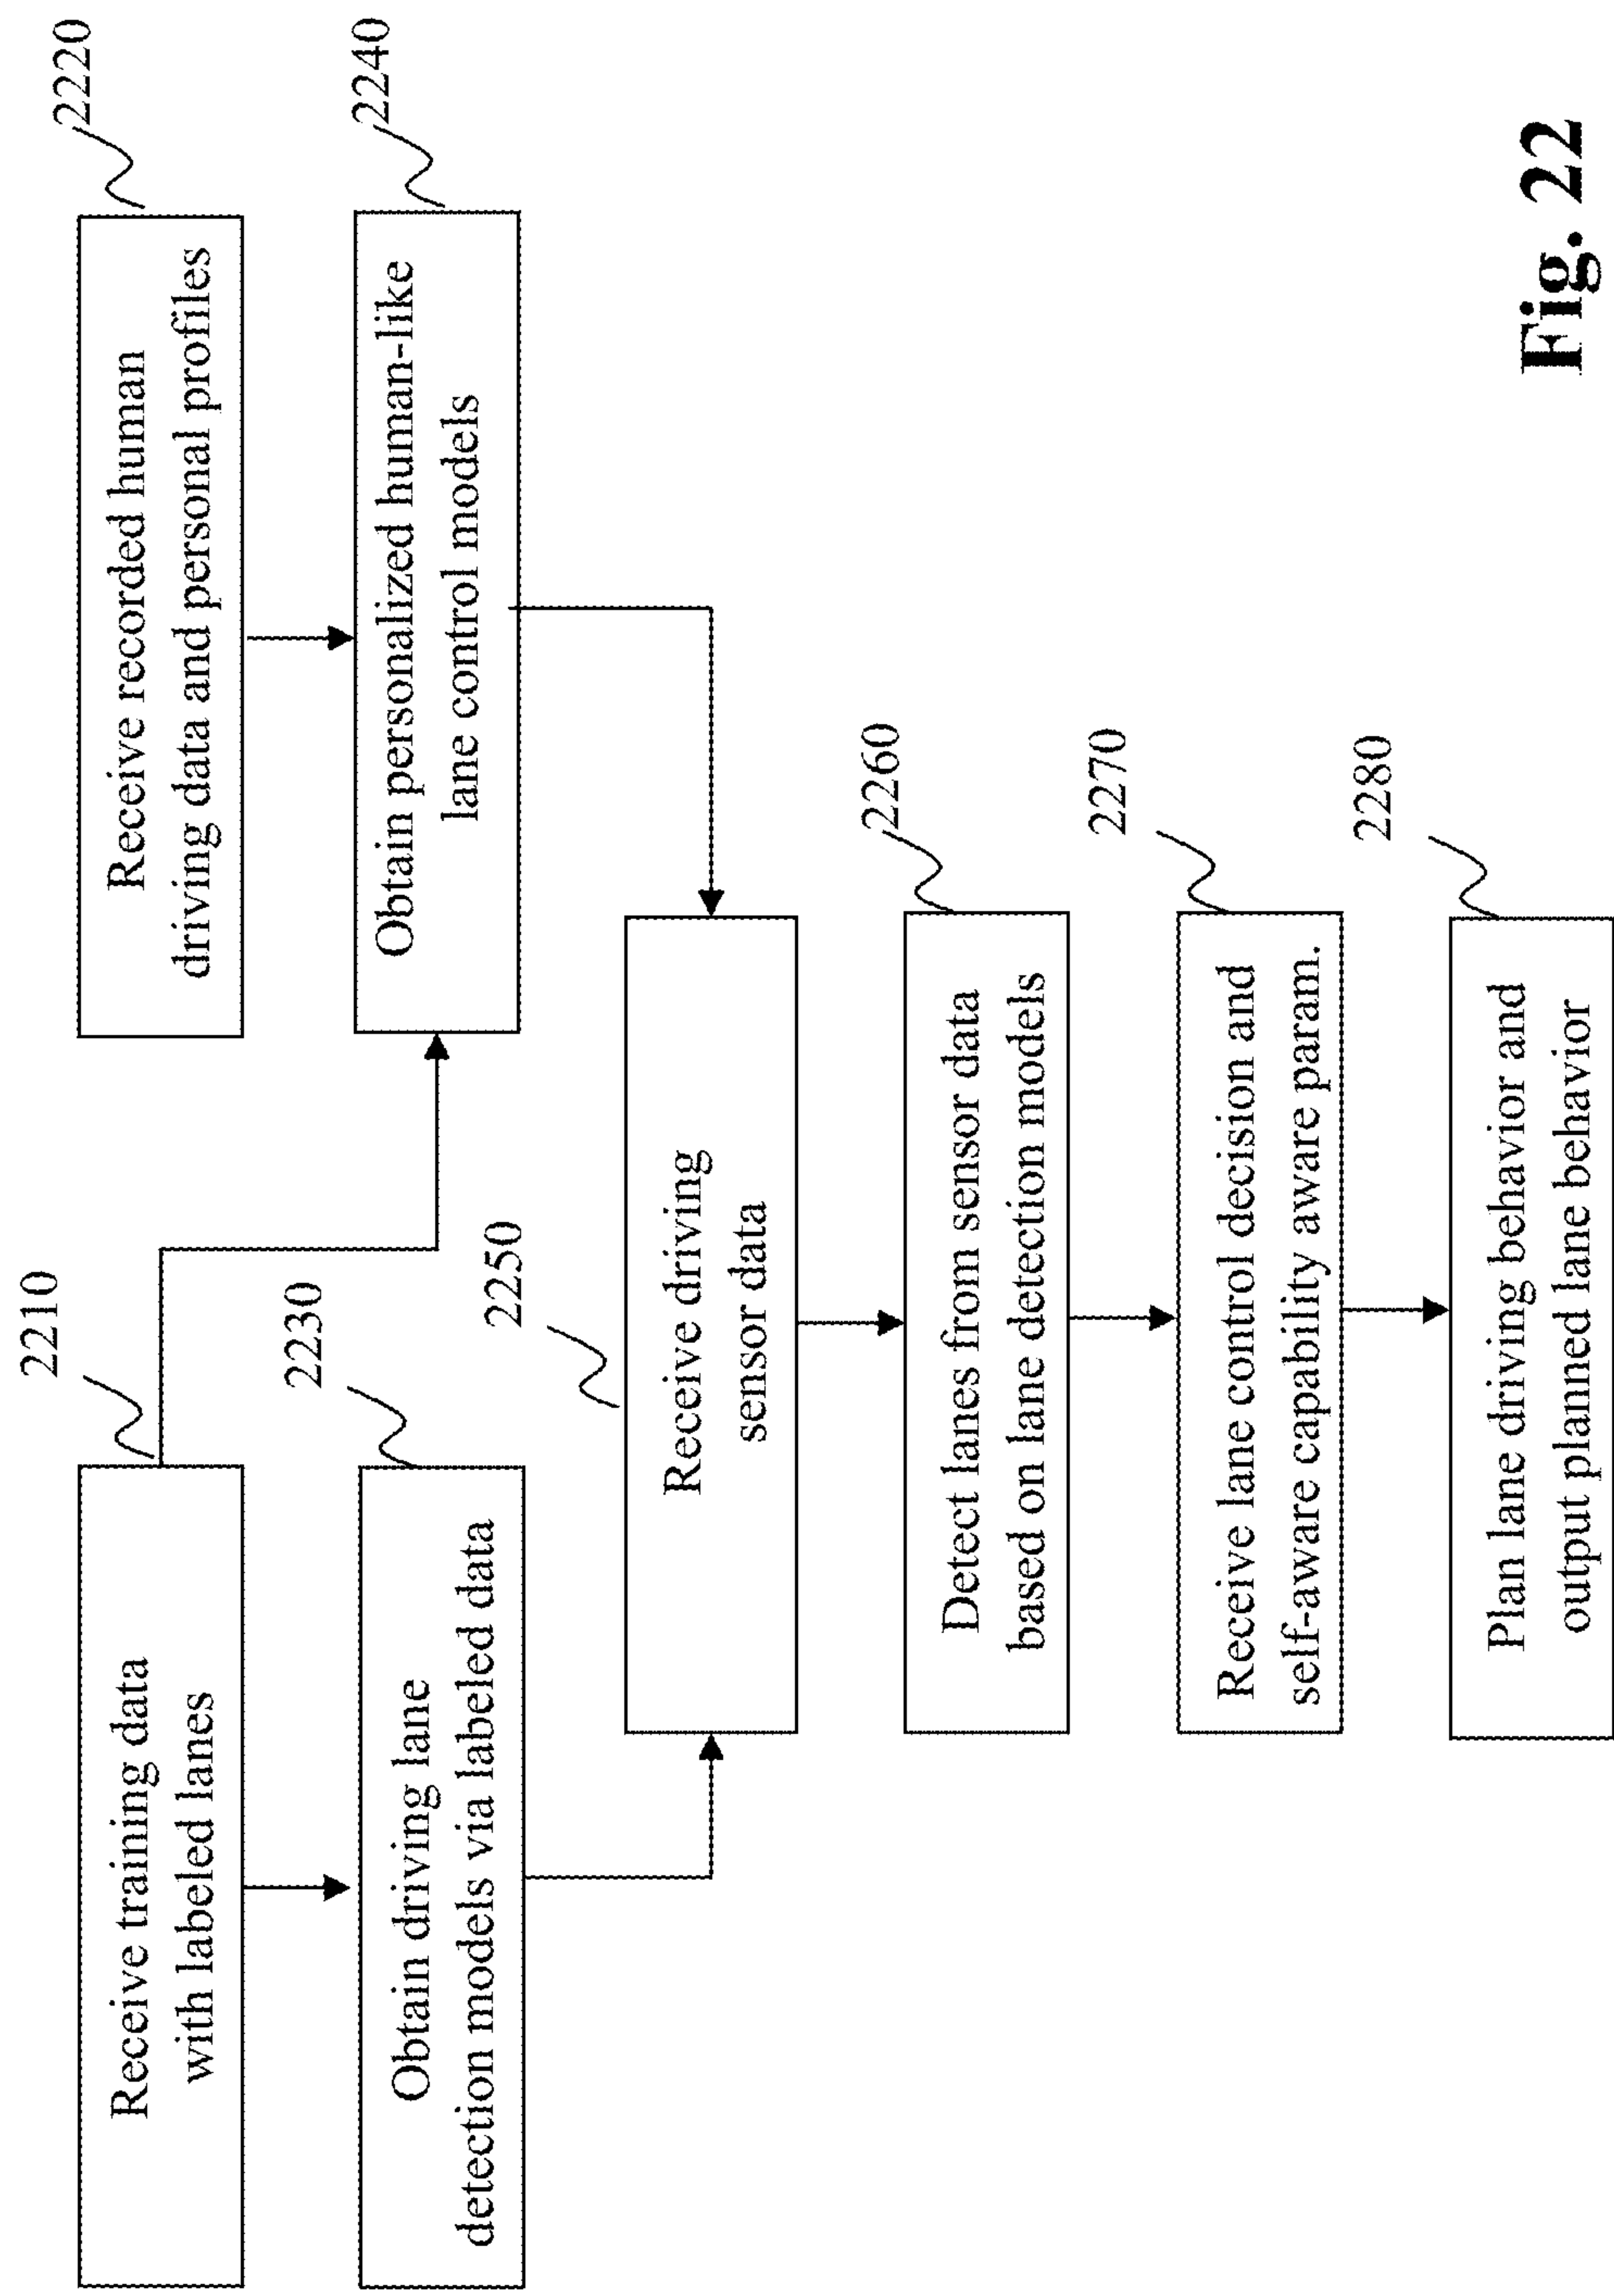 2210
Receive training data
with labeled lanes
2220
Receive recorded human
driving data and personal profiles
2230
Obtain driving lane
detection models via labeled data
2240
Obtain personalized human-like
lane control models
2250
Receive driving
sensor data
2260
Detect lanes from sensor data
based on lane detection models
2270
Receive lane control decision and
self-aware capability aware param.
2280
Plan lane driving behavior and
output planned lane behavior
Fig. 22